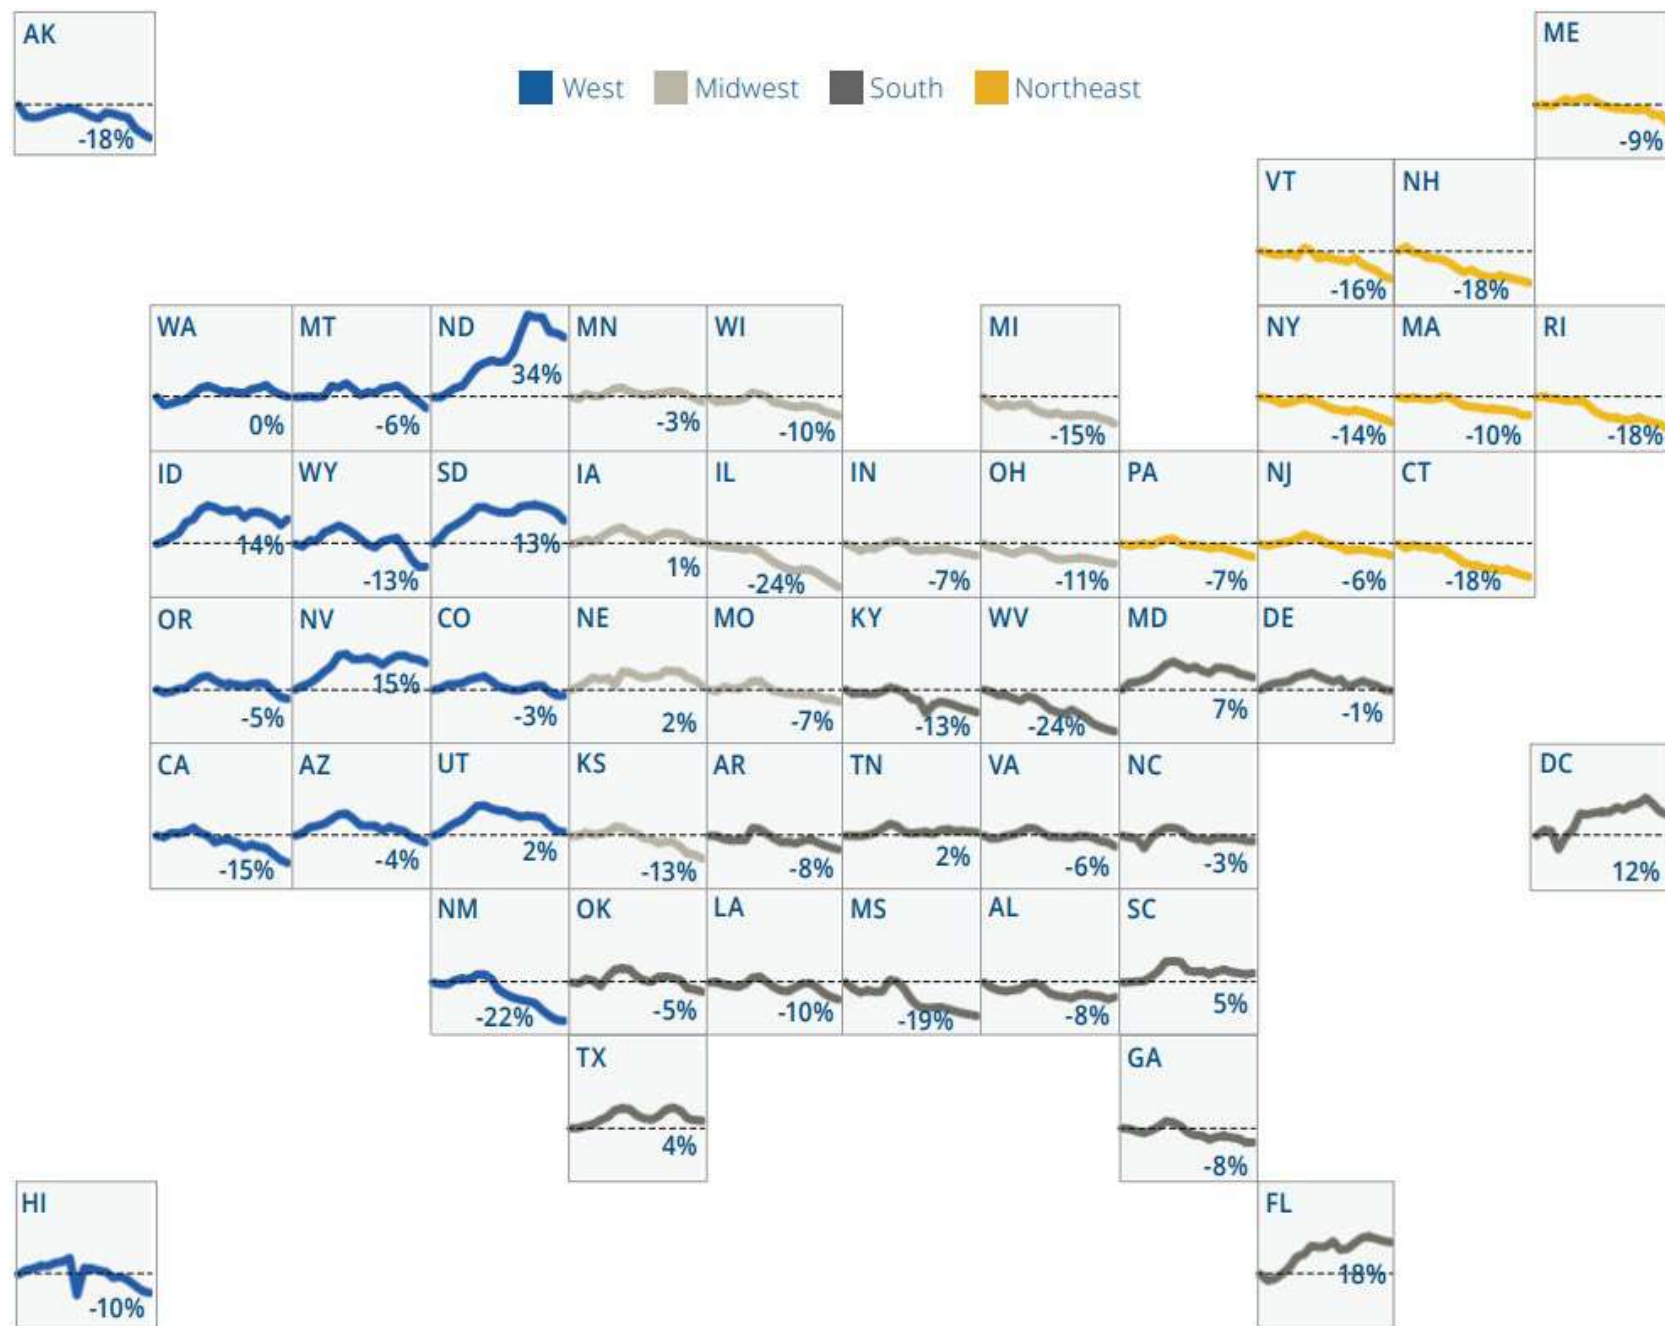 AK
ME
West Midwest South Northeast
-18%
-9%
VT NH
-16% -18%
WA MT ND MN WI MI NY MA RI
0% -6% 34% -3% -10% -15% -14% -10% -18%
ID WY SD IA IL IN OH PA NJ CT
14% -13% 13% 1% -24% -7% -11% -7% -6% -18%
OR NV CO NE MO KY WV MD DE
-5% 15% -3% 2% -7% -13% -24% 7% -1%
CA AZ UT KS AR TN VA NC DC
-15% -4% 2% -13% -8% 2% -6% -3% 12%
NM OK LA MS AL SC
-22% -5% -10% -19% -8% 5%
TX GA
4% -8%
HI FL
-10% 18%